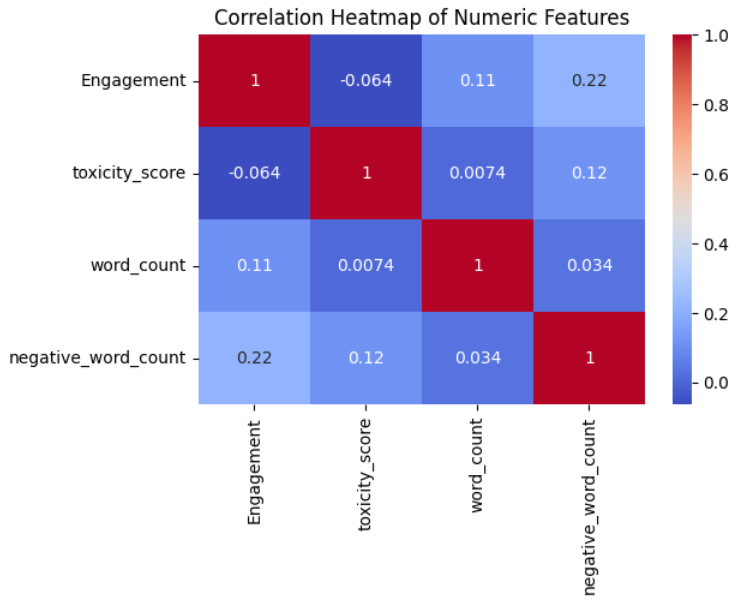 Correlation Heatmap of Numeric Features
Engagement 1 -0.064 0.11 0.22
toxicity_score -0.064 1 0.0074 0.12
word_count 0.11 0.0074 1 0.034
negative_word_count 0.22 0.12 0.034 1
Engagement
toxicity_score
word_count
negative_word_count
1.0
0.8
0.6
0.4
0.2
0.0